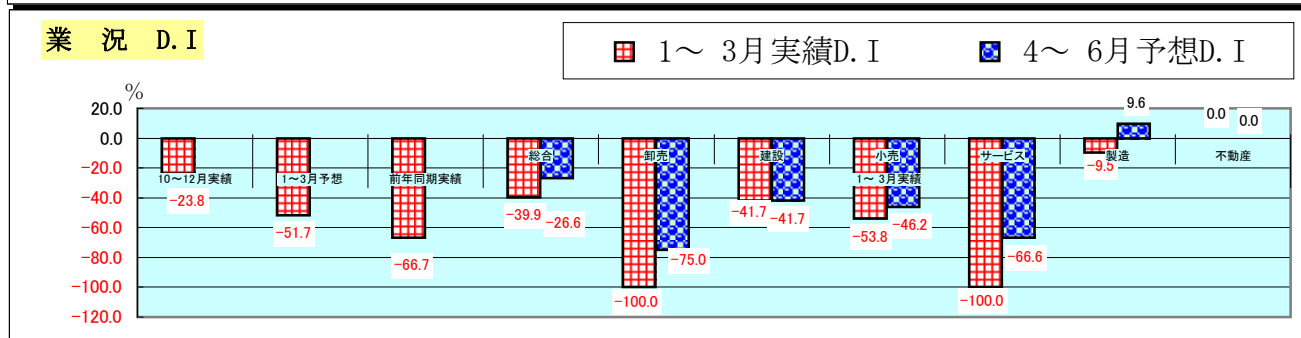 業 況 D.I
1～ 3月実績D.I
4～ 6月予想D.I
%
20.0
0.0
-20.0
-40.0
-60.0
-80.0
-100.0
-120.0
10～12月実績
1～3月予想
前年同期実績
総合
卸売
建設
小売
サービス
製造
不動産
1～ 3月実績
-23.8
-51.7
-66.7
-39.9
-26.6
-100.0
-75.0
-41.7
-41.7
-53.8
-46.2
-100.0
-66.6
-9.5
9.6
0.0
0.0